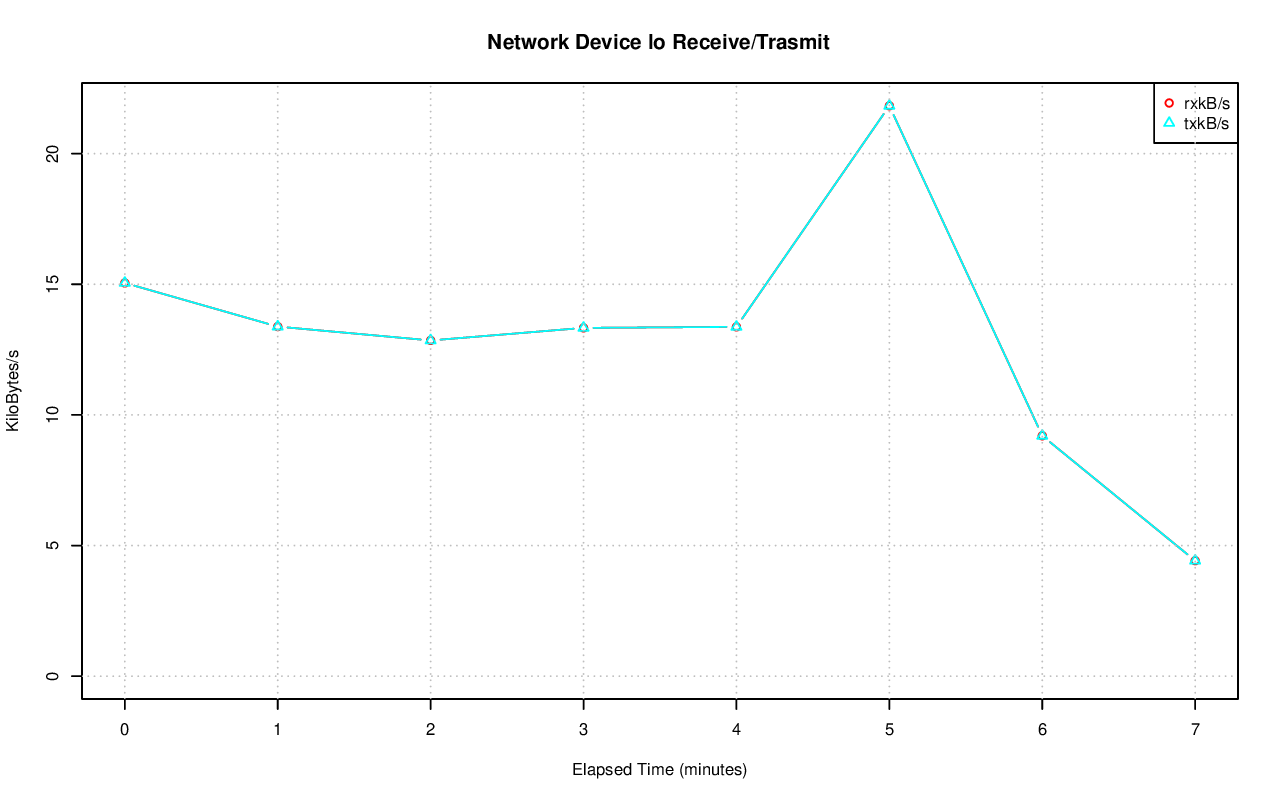 Network Device lo Receive/Trasmit
rxkB/s
txkB/s
KiloBytes/s
20
15
10
5
0
0 1 2 3 4 5 6 7
Elapsed Time (minutes)